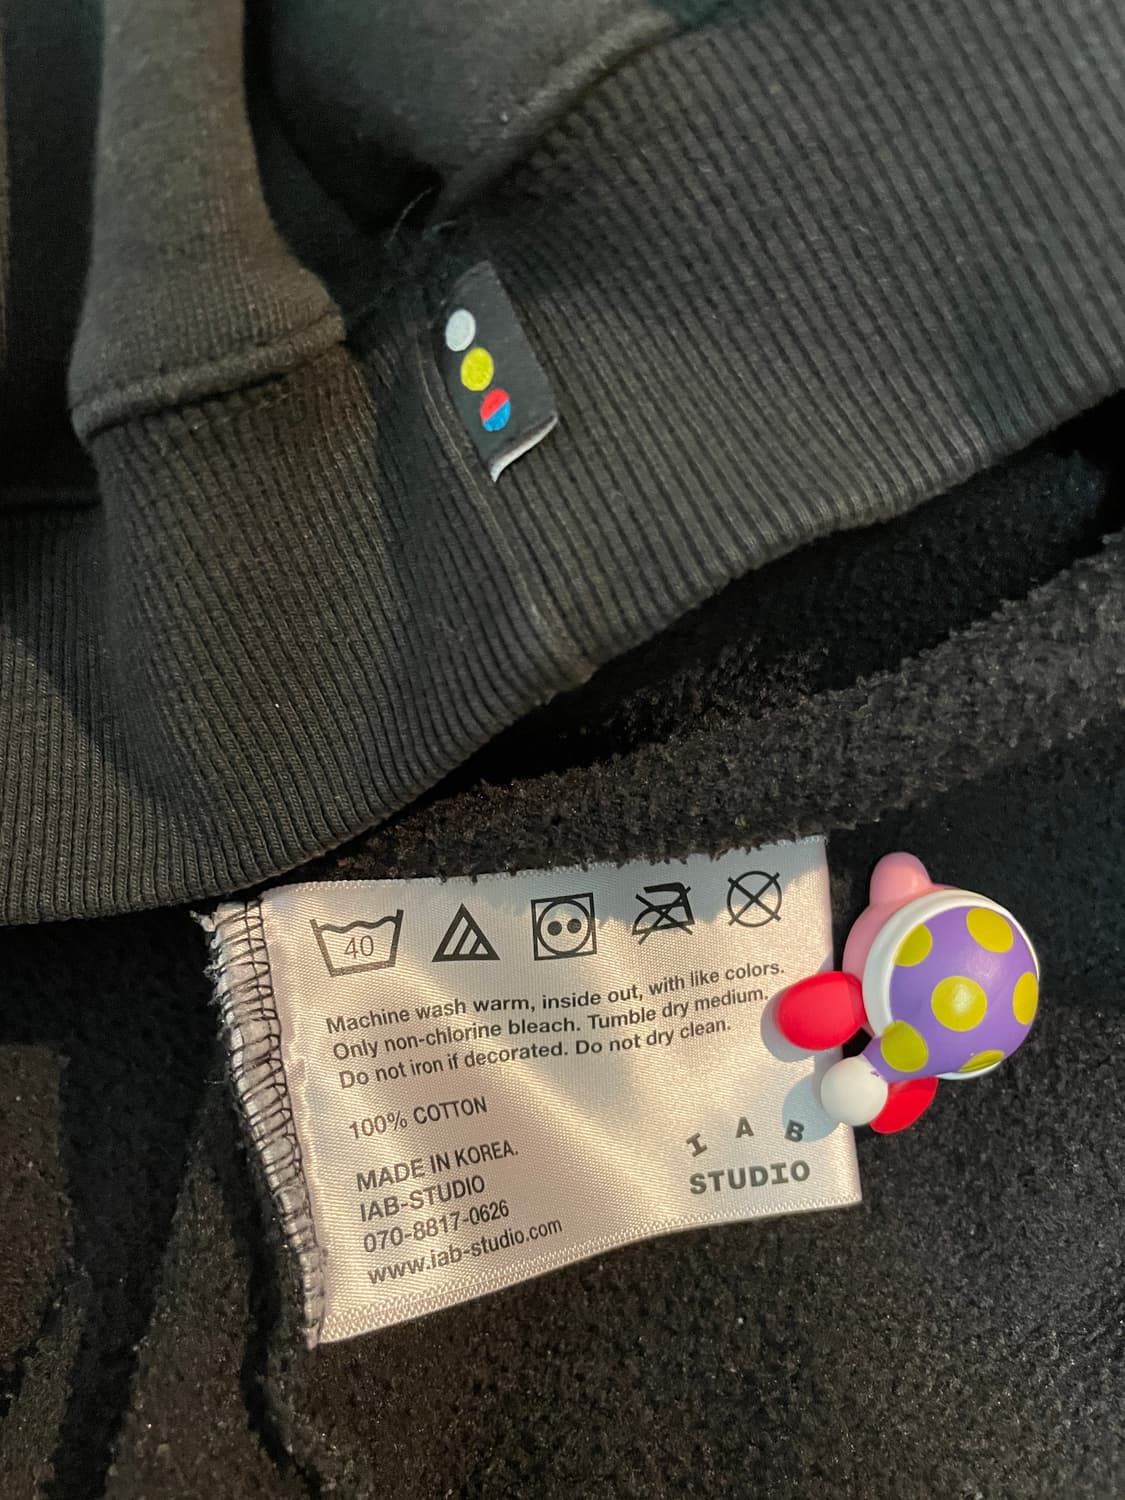 40
Machine wash warm, inside out, with like colors.
Only non-chlorine bleach. Tumble dry medium.
Do not iron if decorated. Do not dry clean.
100% COTTON
MADE IN KOREA.
IAB-STUDIO
070-8817-0626
www.iab-studio.com
I A B
STUDIO